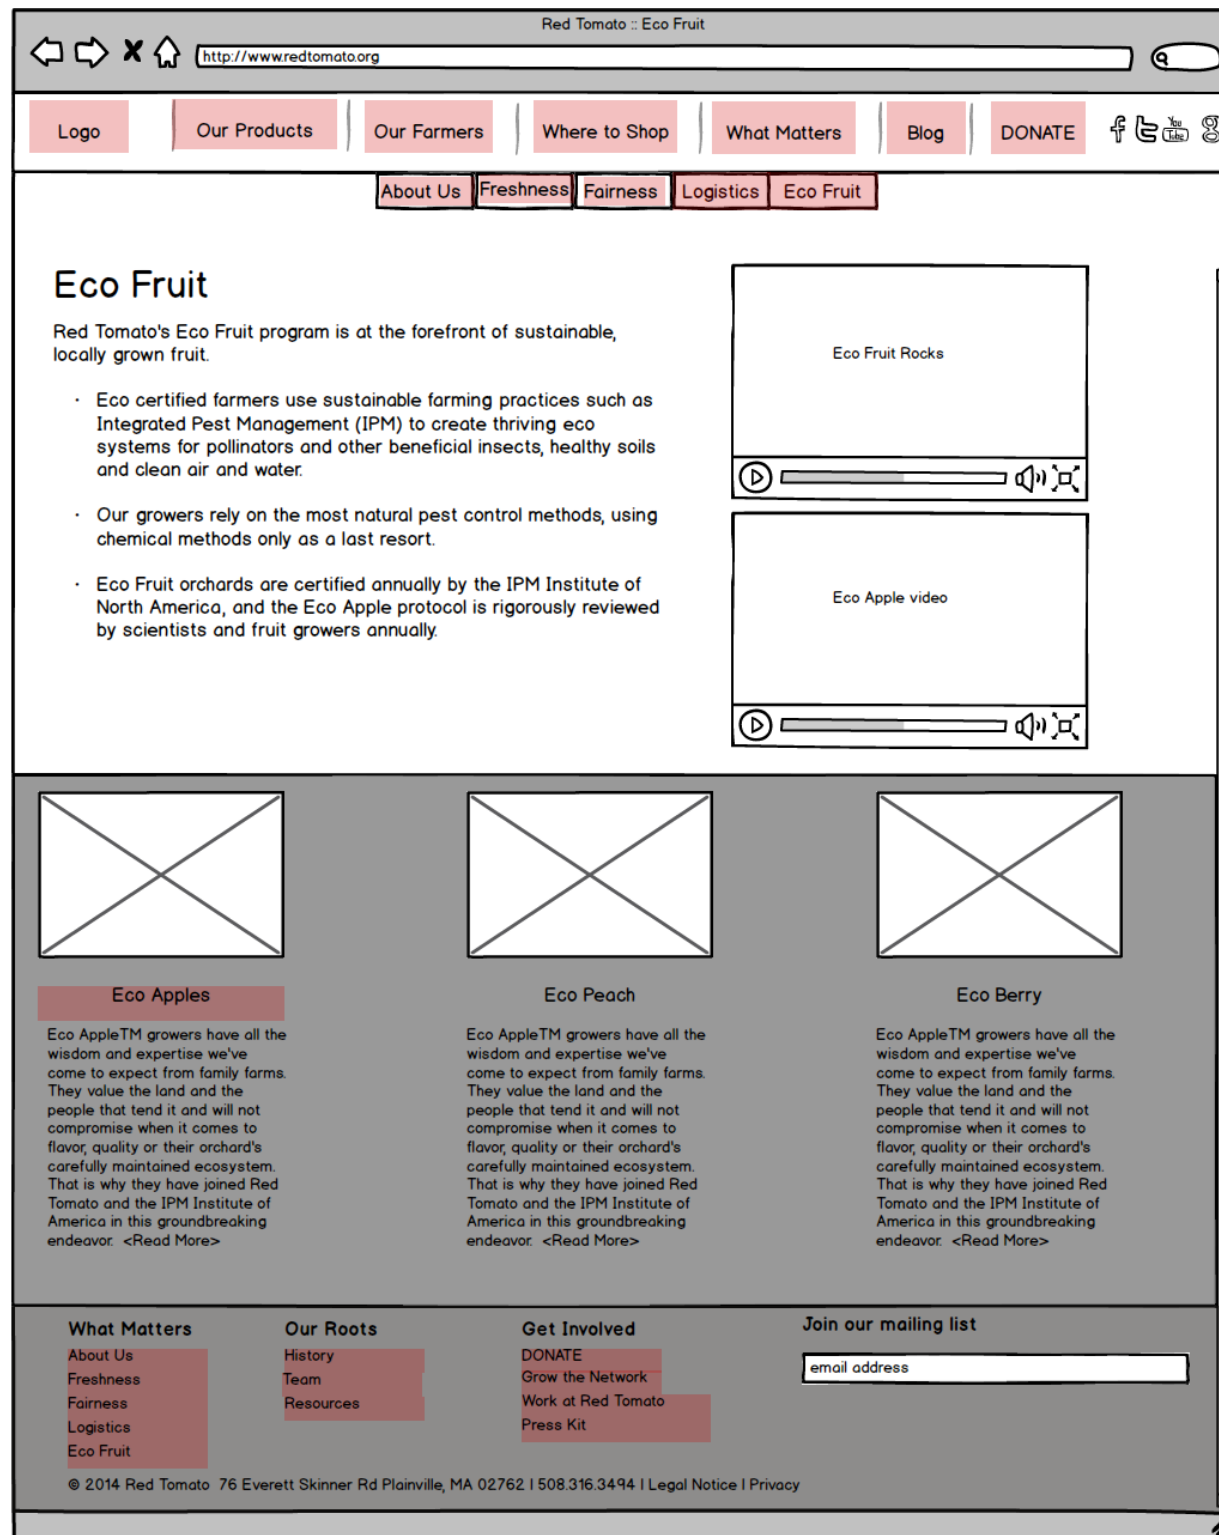 Red Tomato :: Eco Fruit
http://www.redtomato.org
Logo
Our Products
Our Farmers
Where to Shop
What Matters
Blog
DONATE
You
Tube
About Us
Freshness
Fairness
Logistics
Eco Fruit
Eco Fruit
Red Tomato's Eco Fruit program is at the forefront of sustainable,
locally grown fruit.
· Eco certified farmers use sustainable farming practices such as
Integrated Pest Management (IPM) to create thriving eco
systems for pollinators and other beneficial insects, healthy soils
and clean air and water.
· Our growers rely on the most natural pest control methods, using
chemical methods only as a last resort.
· Eco Fruit orchards are certified annually by the IPM Institute of
North America, and the Eco Apple protocol is rigorously reviewed
by scientists and fruit growers annually.
Eco Fruit Rocks
Eco Apple video
Eco Apples
Eco AppleTM growers have all the
wisdom and expertise we've
come to expect from family farms.
They value the land and the
people that tend it and will not
compromise when it comes to
flavor, quality or their orchard's
carefully maintained ecosystem.
That is why they have joined Red
Tomato and the IPM Institute of
America in this groundbreaking
endeavor. <Read More>
Eco Peach
Eco AppleTM growers have all the
wisdom and expertise we've
come to expect from family farms.
They value the land and the
people that tend it and will not
compromise when it comes to
flavor, quality or their orchard's
carefully maintained ecosystem.
That is why they have joined Red
Tomato and the IPM Institute of
America in this groundbreaking
endeavor. <Read More>
Eco Berry
Eco AppleTM growers have all the
wisdom and expertise we've
come to expect from family farms.
They value the land and the
people that tend it and will not
compromise when it comes to
flavor, quality or their orchard's
carefully maintained ecosystem.
That is why they have joined Red
Tomato and the IPM Institute of
America in this groundbreaking
endeavor. <Read More>
What Matters
About Us
Freshness
Fairness
Logistics
Eco Fruit
Our Roots
History
Team
Resources
Get Involved
DONATE
Grow the Network
Work at Red Tomato
Press Kit
Join our mailing list
email address
© 2014 Red Tomato 76 Everett Skinner Rd Plainville, MA 02762 | 508.316.3494 | Legal Notice | Privacy